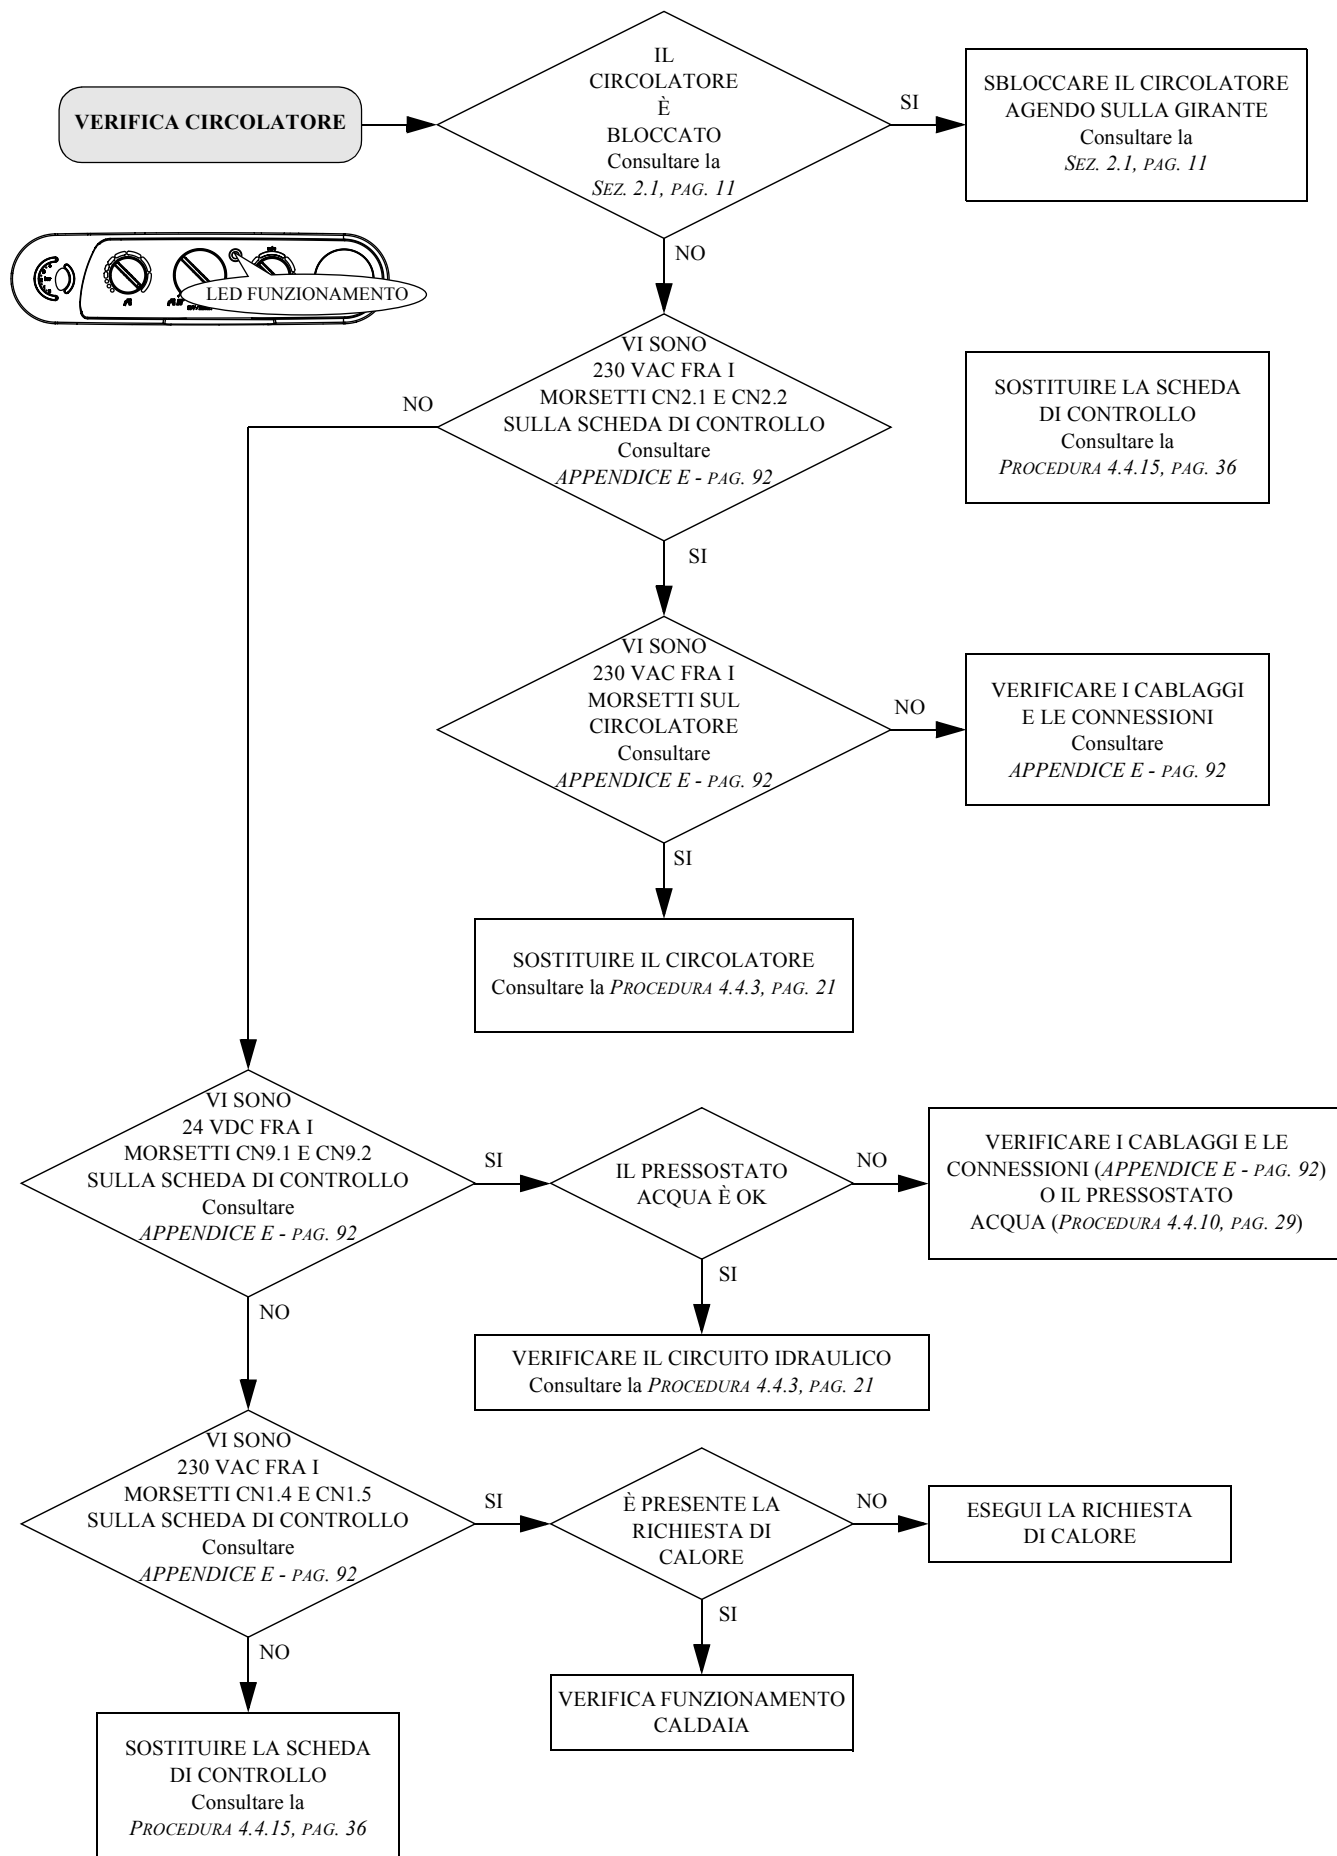 VERIFICA CIRCOLATORE
IL
CIRCOLATORE
È
BLOCCATO
Consultare la
SEZ. 2.1, PAG. 11
SI
SBLOCCARE IL CIRCOLATORE
AGENDO SULLA GIRANTE
Consultare la
SEZ. 2.1, PAG. 11
NO
LED FUNZIONAMENTO
VI SONO
230 VAC FRA I
MORSETTI CN2.1 E CN2.2
SULLA SCHEDA DI CONTROLLO
Consultare
APPENDICE E - PAG. 92
NO
SOSTITUIRE LA SCHEDA
DI CONTROLLO
Consultare la
PROCEDURA 4.4.15, PAG. 36
SI
VI SONO
230 VAC FRA I
MORSETTI SUL
CIRCOLATORE
Consultare
APPENDICE E - PAG. 92
NO
VERIFICARE I CABLAGGI
E LE CONNESSIONI
Consultare
APPENDICE E - PAG. 92
SI
SOSTITUIRE IL CIRCOLATORE
Consultare la PROCEDURA 4.4.3, PAG. 21
VI SONO
24 VDC FRA I
MORSETTI CN9.1 E CN9.2
SULLA SCHEDA DI CONTROLLO
Consultare
APPENDICE E - PAG. 92
SI
IL PRESSOSTATO
ACQUA È OK
NO
VERIFICARE I CABLAGGI E LE
CONNESSIONI (APPENDICE E - PAG. 92)
O IL PRESSOSTATO
ACQUA (PROCEDURA 4.4.10, PAG. 29)
SI
NO
VERIFICARE IL CIRCUITO IDRAULICO
Consultare la PROCEDURA 4.4.3, PAG. 21
VI SONO
230 VAC FRA I
MORSETTI CN1.4 E CN1.5
SULLA SCHEDA DI CONTROLLO
Consultare
APPENDICE E - PAG. 92
SI
È PRESENTE LA
RICHIESTA DI
CALORE
NO
ESEGUI LA RICHIESTA
DI CALORE
SI
NO
VERIFICA FUNZIONAMENTO
CALDAIA
SOSTITUIRE LA SCHEDA
DI CONTROLLO
Consultare la
PROCEDURA 4.4.15, PAG. 36